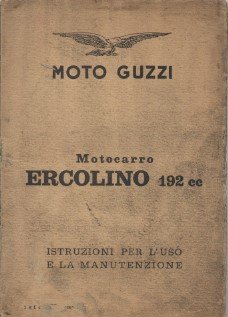 MOTO GUZZI
Motocarro
ERCOLINO 192 cc
ISTRUZIONI PER L'USO
E LA MANUTENZIONE